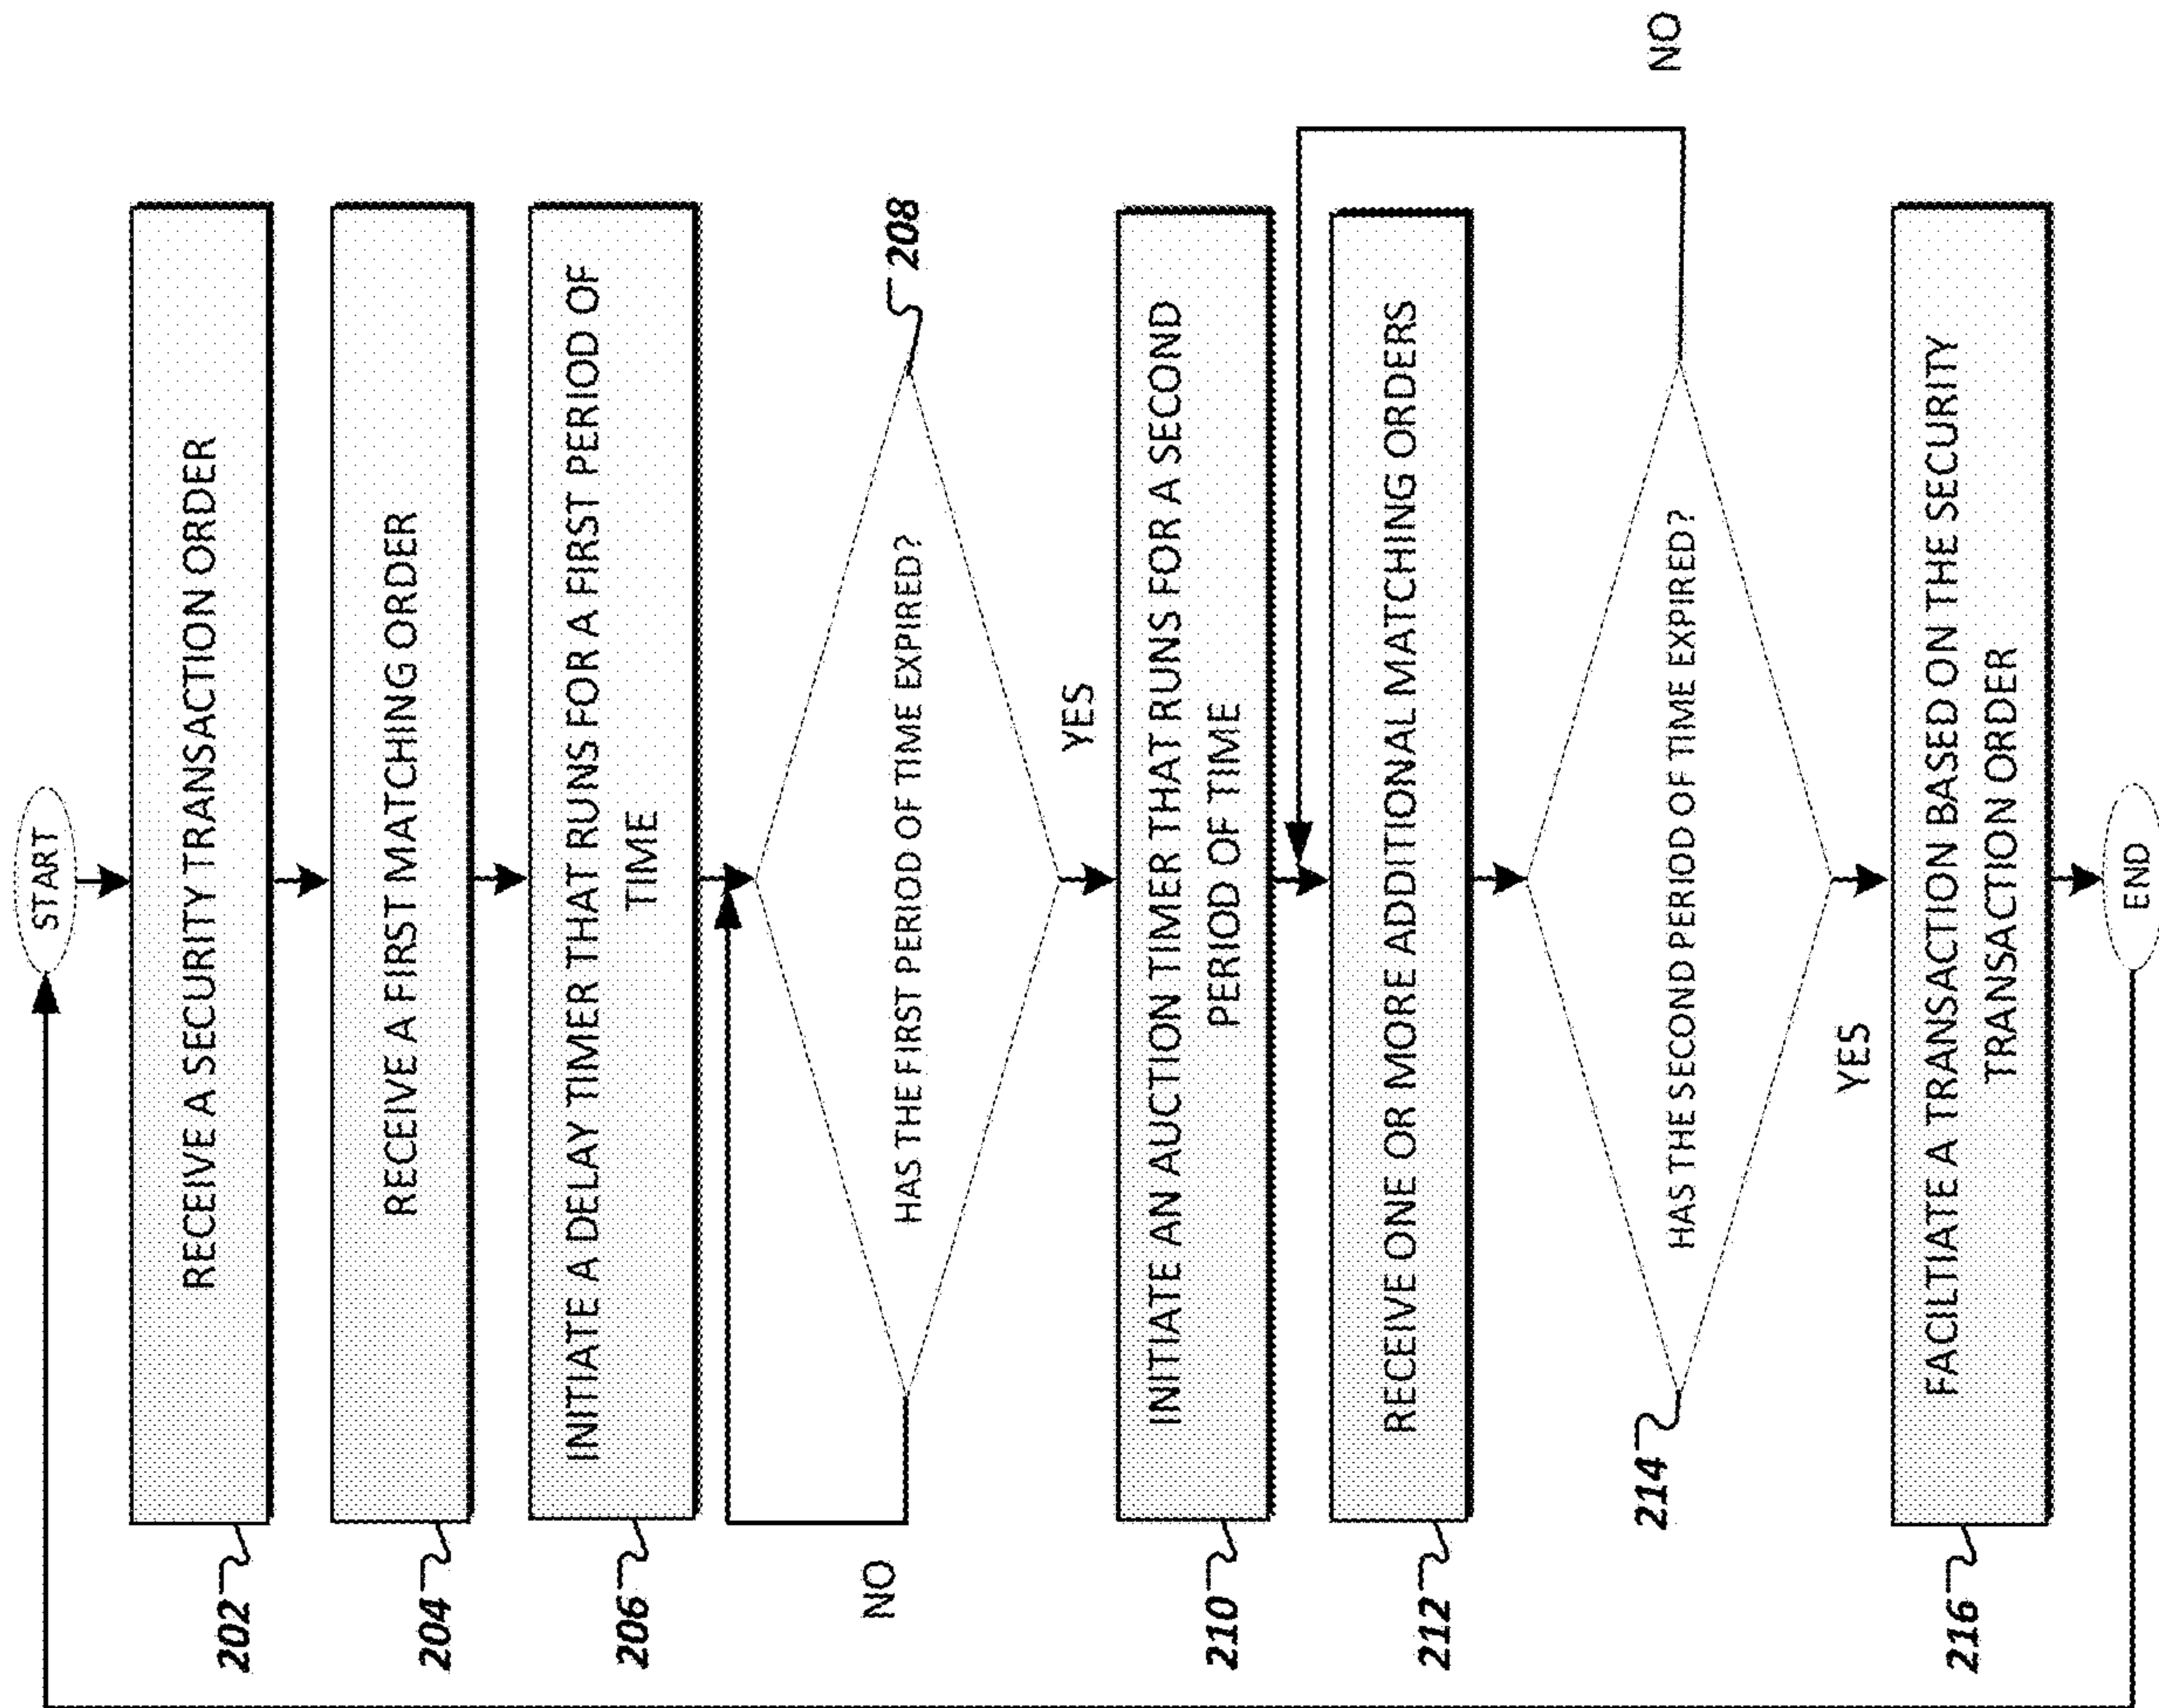 START
RECEIVE A SECURITY TRANSACTION ORDER
202
RECEIVE A FIRST MATCHING ORDER
204
INITIATE A DELAY TIMER THAT RUNS FOR A FIRST PERIOD OF
TIME
206
HAS THE FIRST PERIOD OF TIME EXPIRED?
208
NO
YES
INITIATE AN AUCTION TIMER THAT RUNS FOR A SECOND
PERIOD OF TIME
210
RECEIVE ONE OR MORE ADDITIONAL MATCHING ORDERS
212
HAS THE SECOND PERIOD OF TIME EXPIRED?
214
NO
YES
FACILTIATE A TRANSACTION BASED ON THE SECURITY
TRANSACTION ORDER
216
END